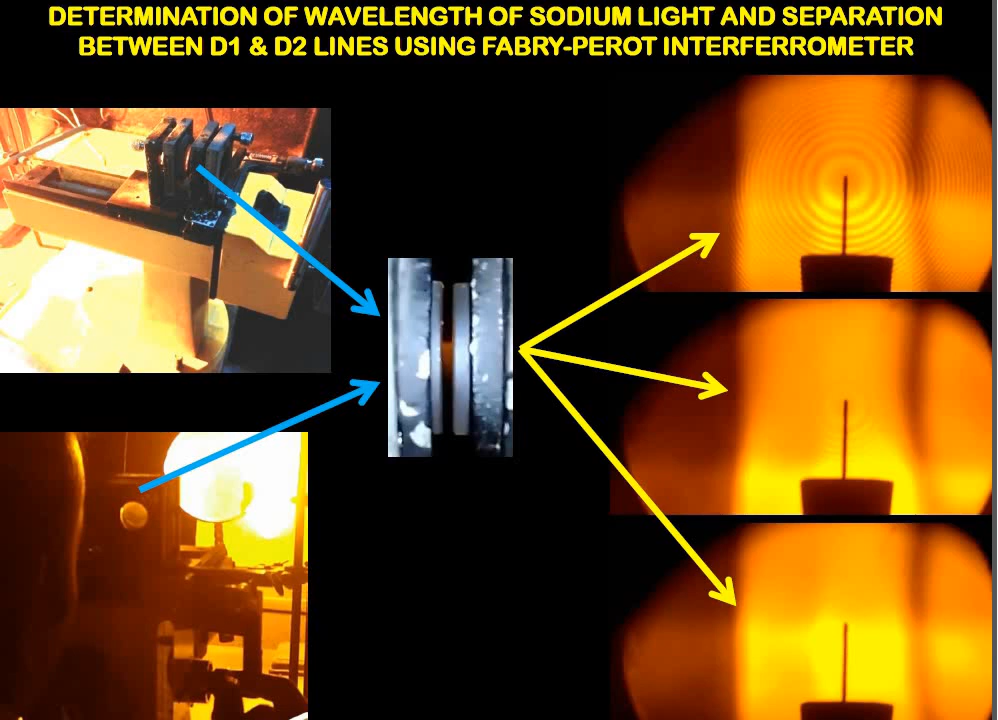 DETERMINATION OF WAVELENGTH OF SODIUM LIGHT AND SEPARATION
BETWEEN D1 & D2 LINES USING FABRY-PEROT INTERFERROMETER